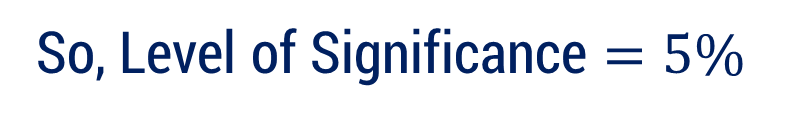 So, Level of Significance = 5%